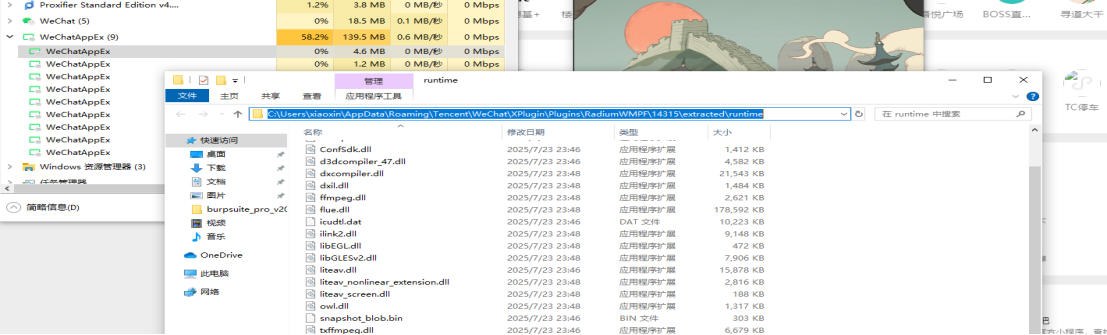 Proxifier Standard Edition v4.... 1.2% 3.8 MB 0 MB/秒 0 Mbps
WeChat (5) 0% 18.5 MB 0.1 MB/秒 0 Mbps
WeChatAppEx (9) 58.2% 139.5 MB 0.6 MB/秒 0 Mbps
WeChatAppEx 0% 4.6 MB 0 MB/秒 0 Mbps
WeChatAppEx 0% 1.2 MB 0 MB/秒 0 Mbps
WeChatAppEx
WeChatAppEx
WeChatAppEx
WeChatAppEx
WeChatAppEx
WeChatAppEx
WeChatAppEx
Windows 资源管理器 (3)
任务管理器
简略信息(D)
BOSS直...
寻道大千
TC停车
管理 runtime
文件 主页 共享 查看 应用程序工具
C:\Users\xiaoxin\AppData\Roaming\Tencent\WeChat\XPlugin\Plugins\RadiumWMPF\14315\extracted\runtime
在 runtime 中搜索
快速访问
桌面
下载
文档
图片
burpsuite_pro_v20
视频
音乐
OneDrive
此电脑
网络
名称 修改日期 类型 大小
ConfSdk.dll 2025/7/23 23:46 应用程序扩展 1,412 KB
d3dcompiler_47.dll 2025/7/23 23:46 应用程序扩展 4,582 KB
dxcompiler.dll 2025/7/23 23:48 应用程序扩展 21,543 KB
dxil.dll 2025/7/23 23:48 应用程序扩展 1,484 KB
ffmpeg.dll 2025/7/23 23:48 应用程序扩展 2,621 KB
flue.dll 2025/7/23 23:48 应用程序扩展 178,592 KB
icudtl.dat 2025/7/23 23:46 DAT 文件 10,223 KB
ilink2.dll 2025/7/23 23:48 应用程序扩展 9,148 KB
libEGL.dll 2025/7/23 23:46 应用程序扩展 472 KB
libGLESv2.dll 2025/7/23 23:48 应用程序扩展 7,906 KB
liteav.dll 2025/7/23 23:46 应用程序扩展 15,878 KB
liteav_nonlinear_extension.dll 2025/7/23 23:48 应用程序扩展 2,816 KB
liteav_screen.dll 2025/7/23 23:46 应用程序扩展 188 KB
owl.dll 2025/7/23 23:46 应用程序扩展 1,317 KB
snapshot_blob.bin 2025/7/23 23:46 BIN 文件 303 KB
txffmpeg.dll 2025/7/23 23:46 应用程序扩展 6,679 KB